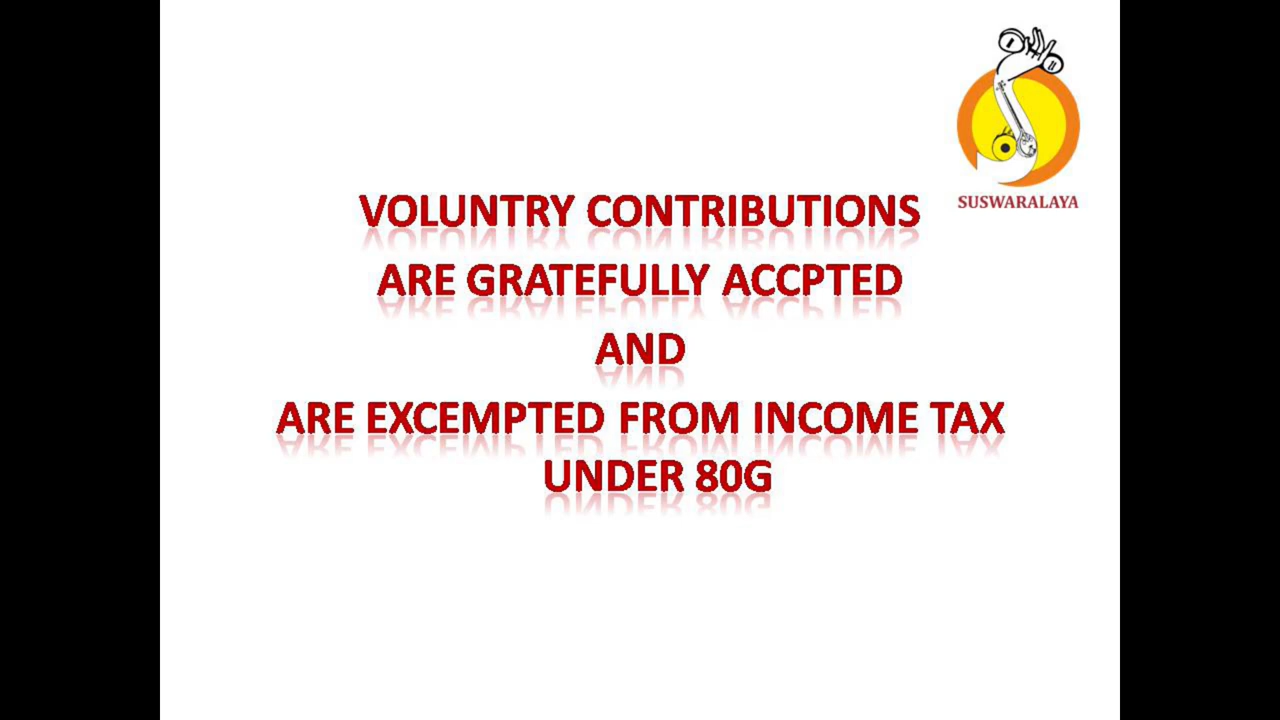 SUSWARALAYA
VOLUNTRY CONTRIBUTIONS
ARE GRATEFULLY ACCPTED
AND
ARE EXCEMPTED FROM INCOME TAX
UNDER 80G